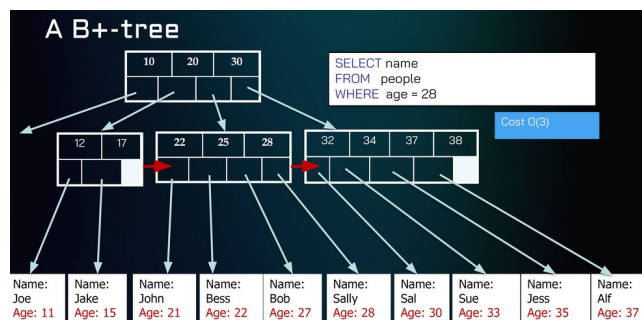 A B+-tree
10 20 30
SELECT name
FROM people
WHERE age = 28
Cost O(3)
12 17
22 25 28
32 34 37 38
Name: Joe Age: 11
Name: Jake Age: 15
Name: John Age: 21
Name: Bess Age: 22
Name: Bob Age: 27
Name: Sally Age: 28
Name: Sal Age: 30
Name: Sue Age: 33
Name: Jess Age: 35
Name: Alf Age: 37